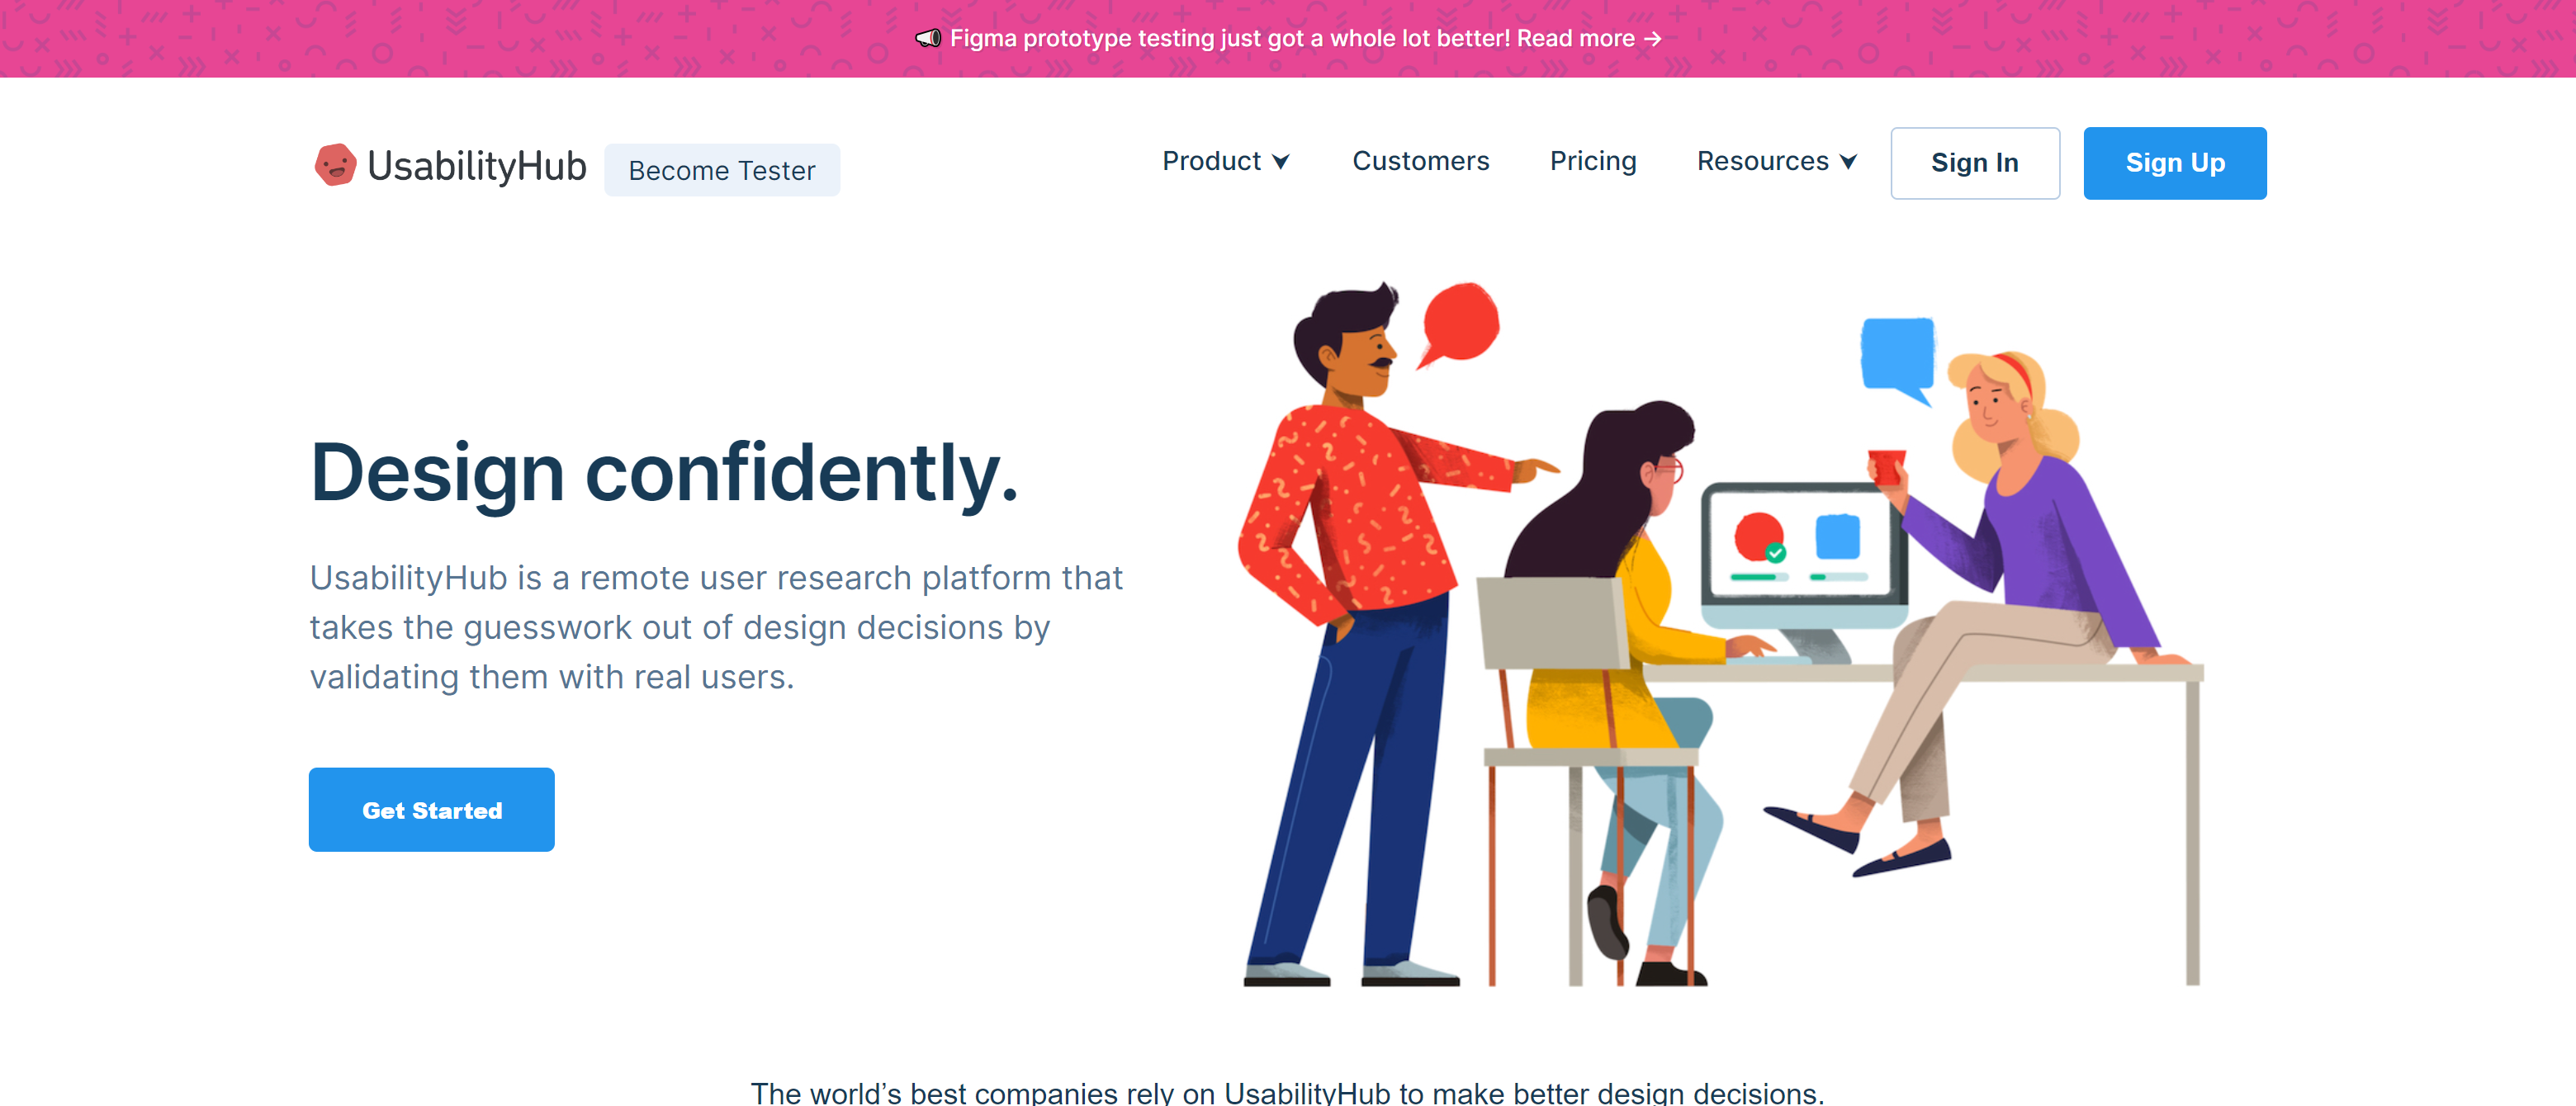 Figma prototype testing just got a whole lot better! Read more →
UsabilityHub
Become Tester
Product
Customers
Pricing
Resources
Sign In
Sign Up
Design confidently.
UsabilityHub is a remote user research platform that
takes the guesswork out of design decisions by
validating them with real users.
Get Started
The world’s best companies rely on UsabilityHub to make better design decisions.